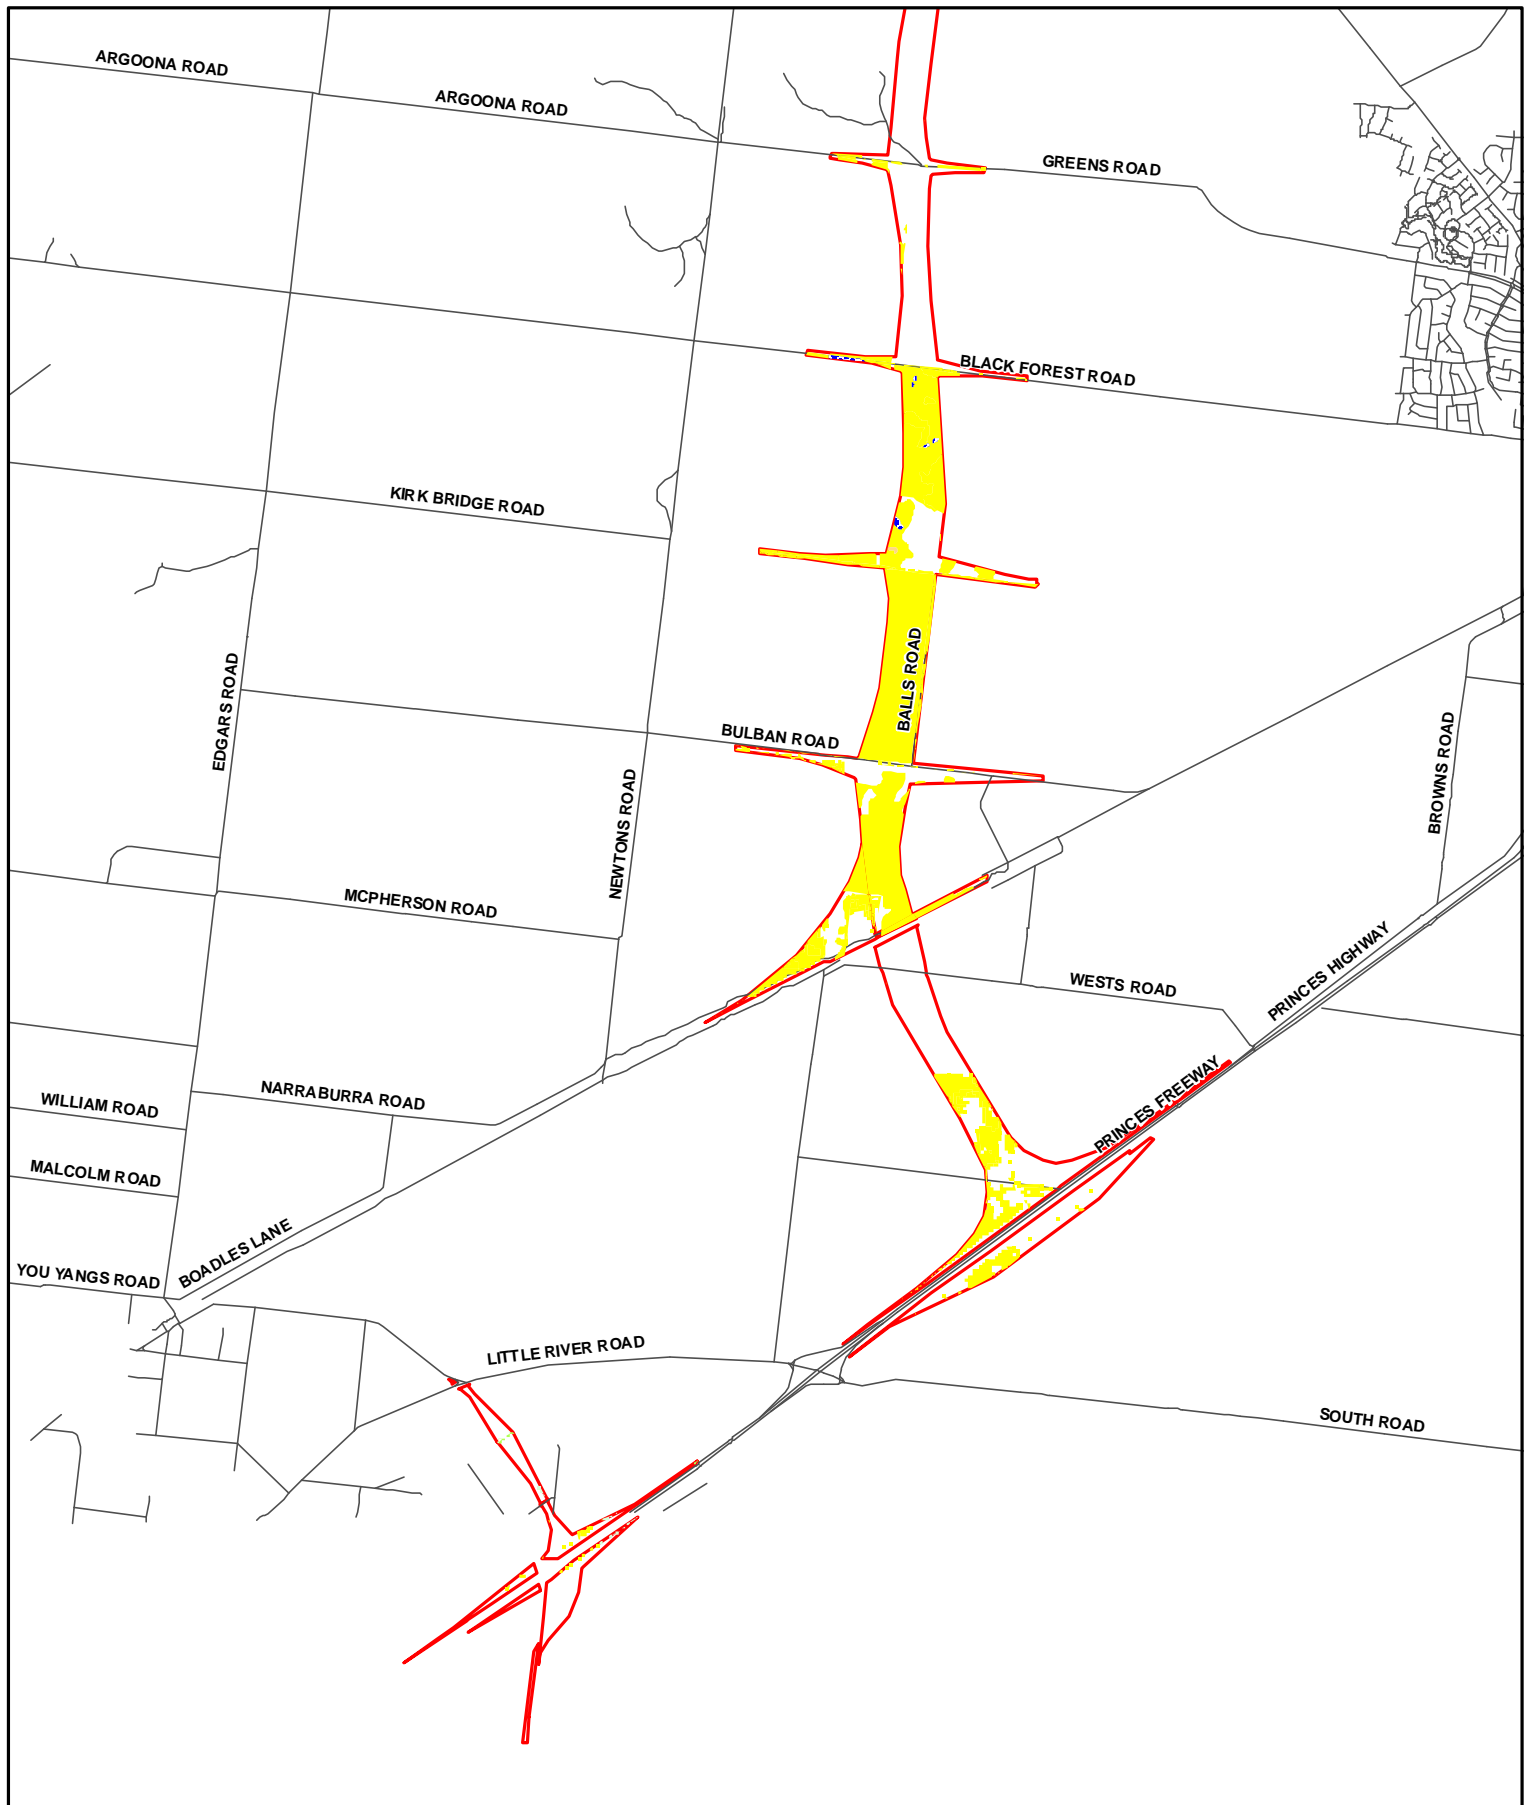 ARGOONA ROAD
ARGOONA ROAD
GREENS ROAD
BLACK FOREST ROAD
KIRK BRIDGE ROAD
EDGARS ROAD
BALLS ROAD
BULBAN ROAD
NEWTONS ROAD
BROWNS ROAD
MCPHERSON ROAD
WESTS ROAD
PRINCES HIGHWAY
PRINCES FREEWAY
NARRABURRA ROAD
WILLIAM ROAD
MALCOLM ROAD
BOADLES LANE
YOU YANGS ROAD
LITTLE RIVER ROAD
SOUTH ROAD